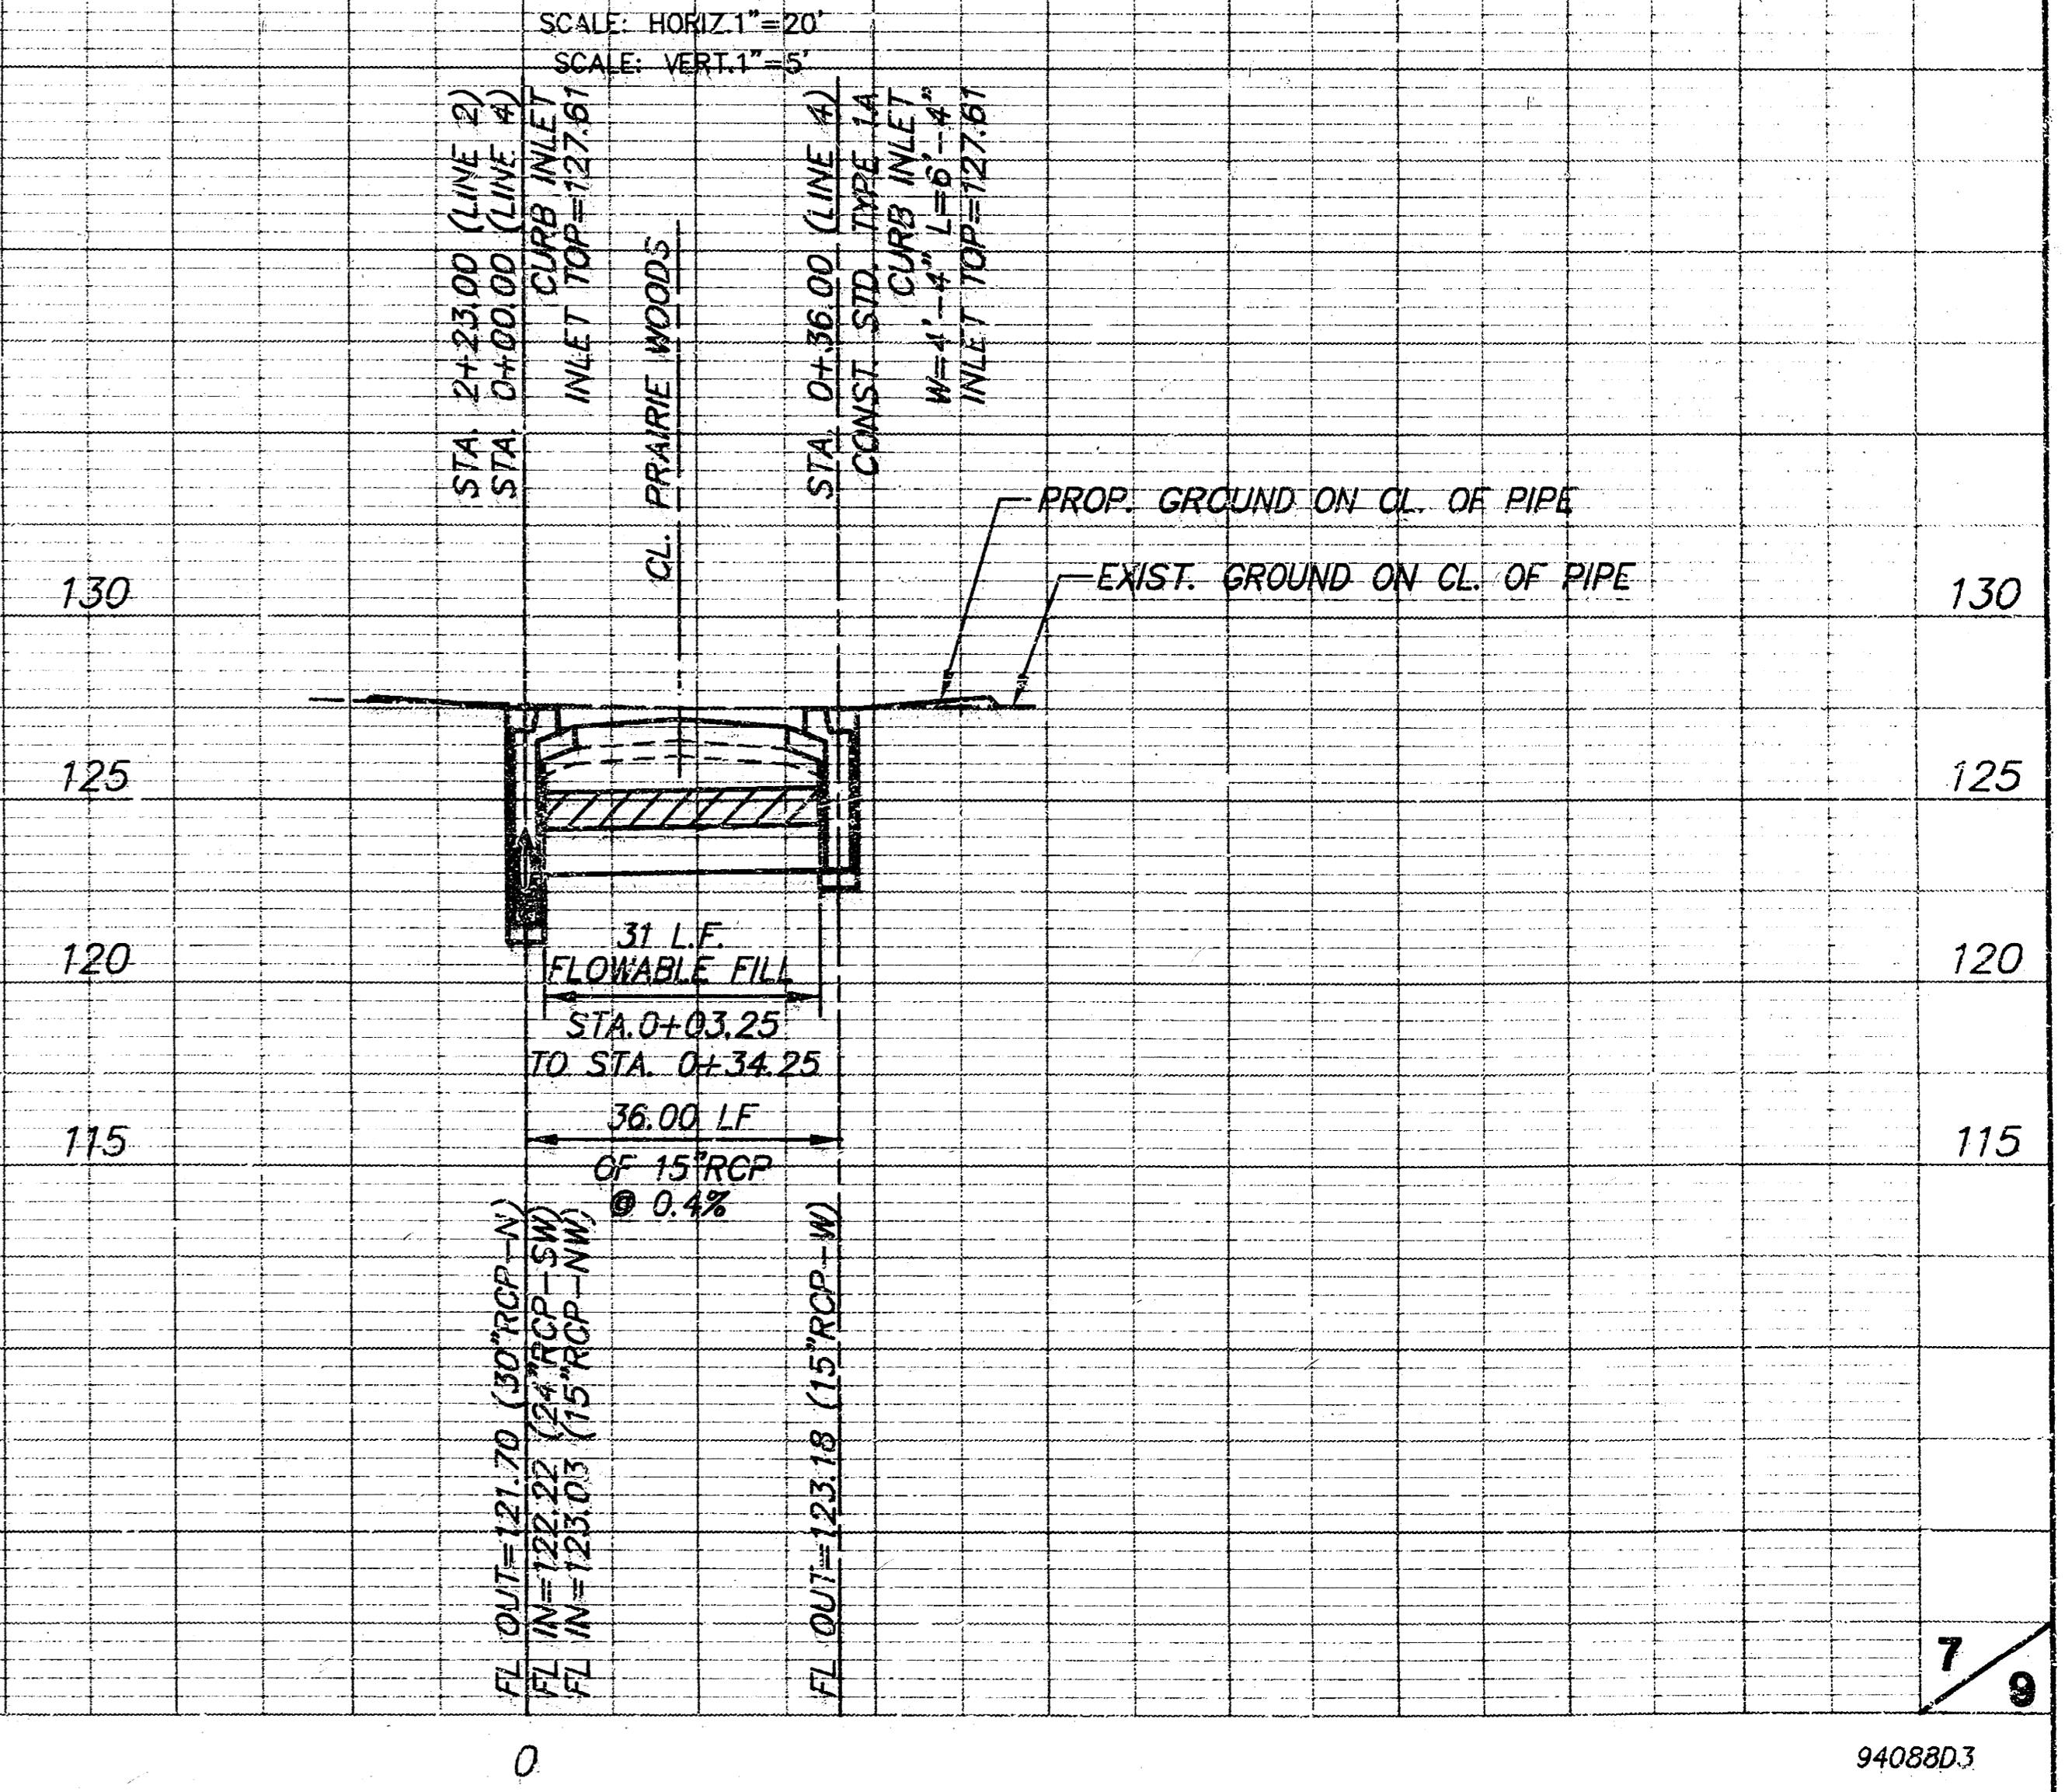 SCALE: HORIZ.1"=20'
SCALE: VERT.1"=5'
STA. 2+23.00 (LINE 2)
STA. 0+00.00 (LINE 4)
CURB INLET
INLET TOP=127.61
CL. PRAIRIE WOODS
STA. 0+36.00 (LINE 4)
CONST. STD. TYPE 1A
CURB INLET
W=4'-4" L=6'-4"
INLET TOP=127.61
PROP. GROUND ON CL. OF PIPE
EXIST. GROUND ON CL. OF PIPE
130
130
125
125
120
120
115
115
31 L.F.
FLOWABLE FILL
STA.0+03.25
TO STA. 0+34.25
36.00 LF
OF 15"RCP
@ 0.4%
FL OUT=121.70 (30"RCP-N)
FL IN=122.22 (24"RCP-SW)
FL IN=123.03 (15"RCP-NW)
FL OUT=123.18 (15"RCP-W)
7
9
0
94088D3